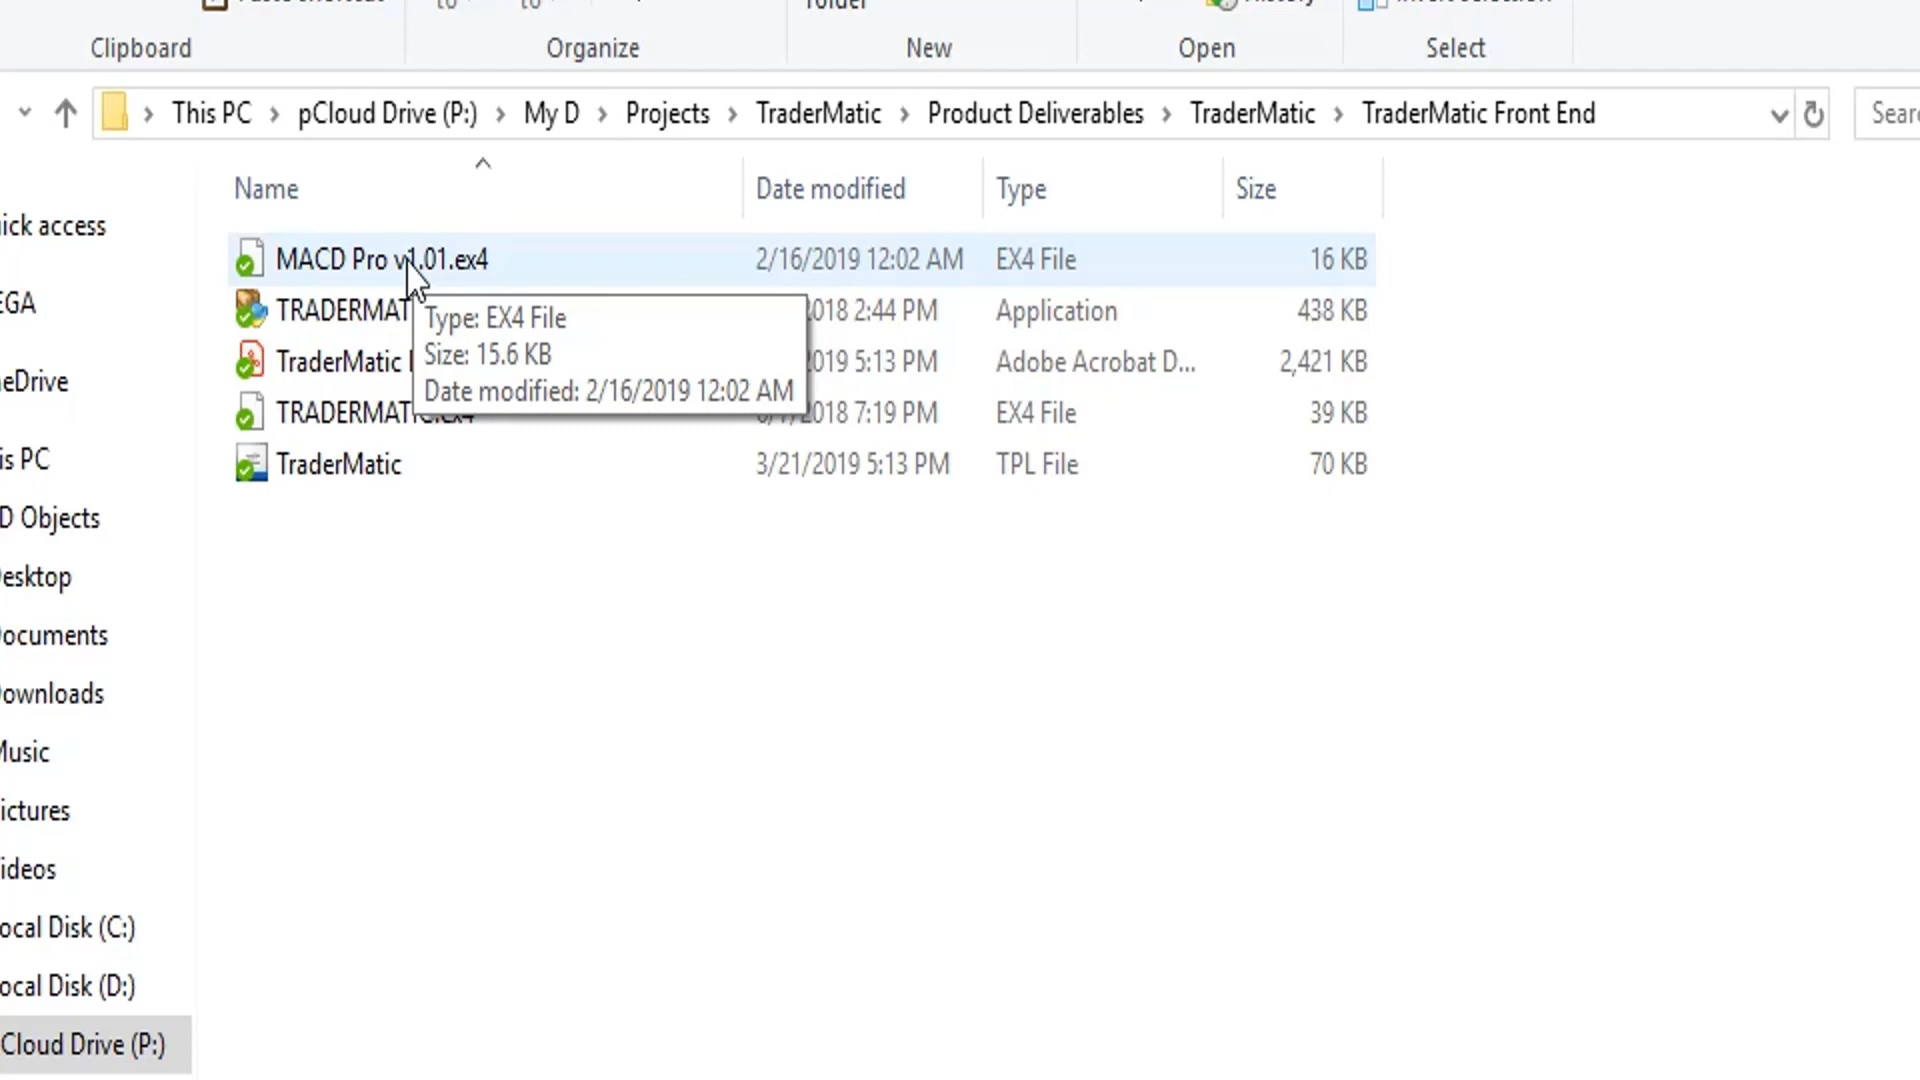 Clipboard Organize New Open Select
This PC > pCloud Drive (P:) > My D > Projects > TraderMatic > Product Deliverables > TraderMatic > TraderMatic Front End
Sear
Name Date modified Type Size
MACD Pro v1.01.ex4 2/16/2019 12:02 AM EX4 File 16 KB
TRADERMAT 018 2:44 PM Application 438 KB
TraderMatic 019 5:13 PM Adobe Acrobat D... 2,421 KB
TRADERMATIC.ex4 018 7:19 PM EX4 File 39 KB
TraderMatic 3/21/2019 5:13 PM TPL File 70 KB
Type: EX4 File
Size: 15.6 KB
Date modified: 2/16/2019 12:02 AM
ick access
EGA
eDrive
is PC
D Objects
esktop
ocuments
ownloads
Music
ictures
ideos
ocal Disk (C:)
ocal Disk (D:)
Cloud Drive (P:)